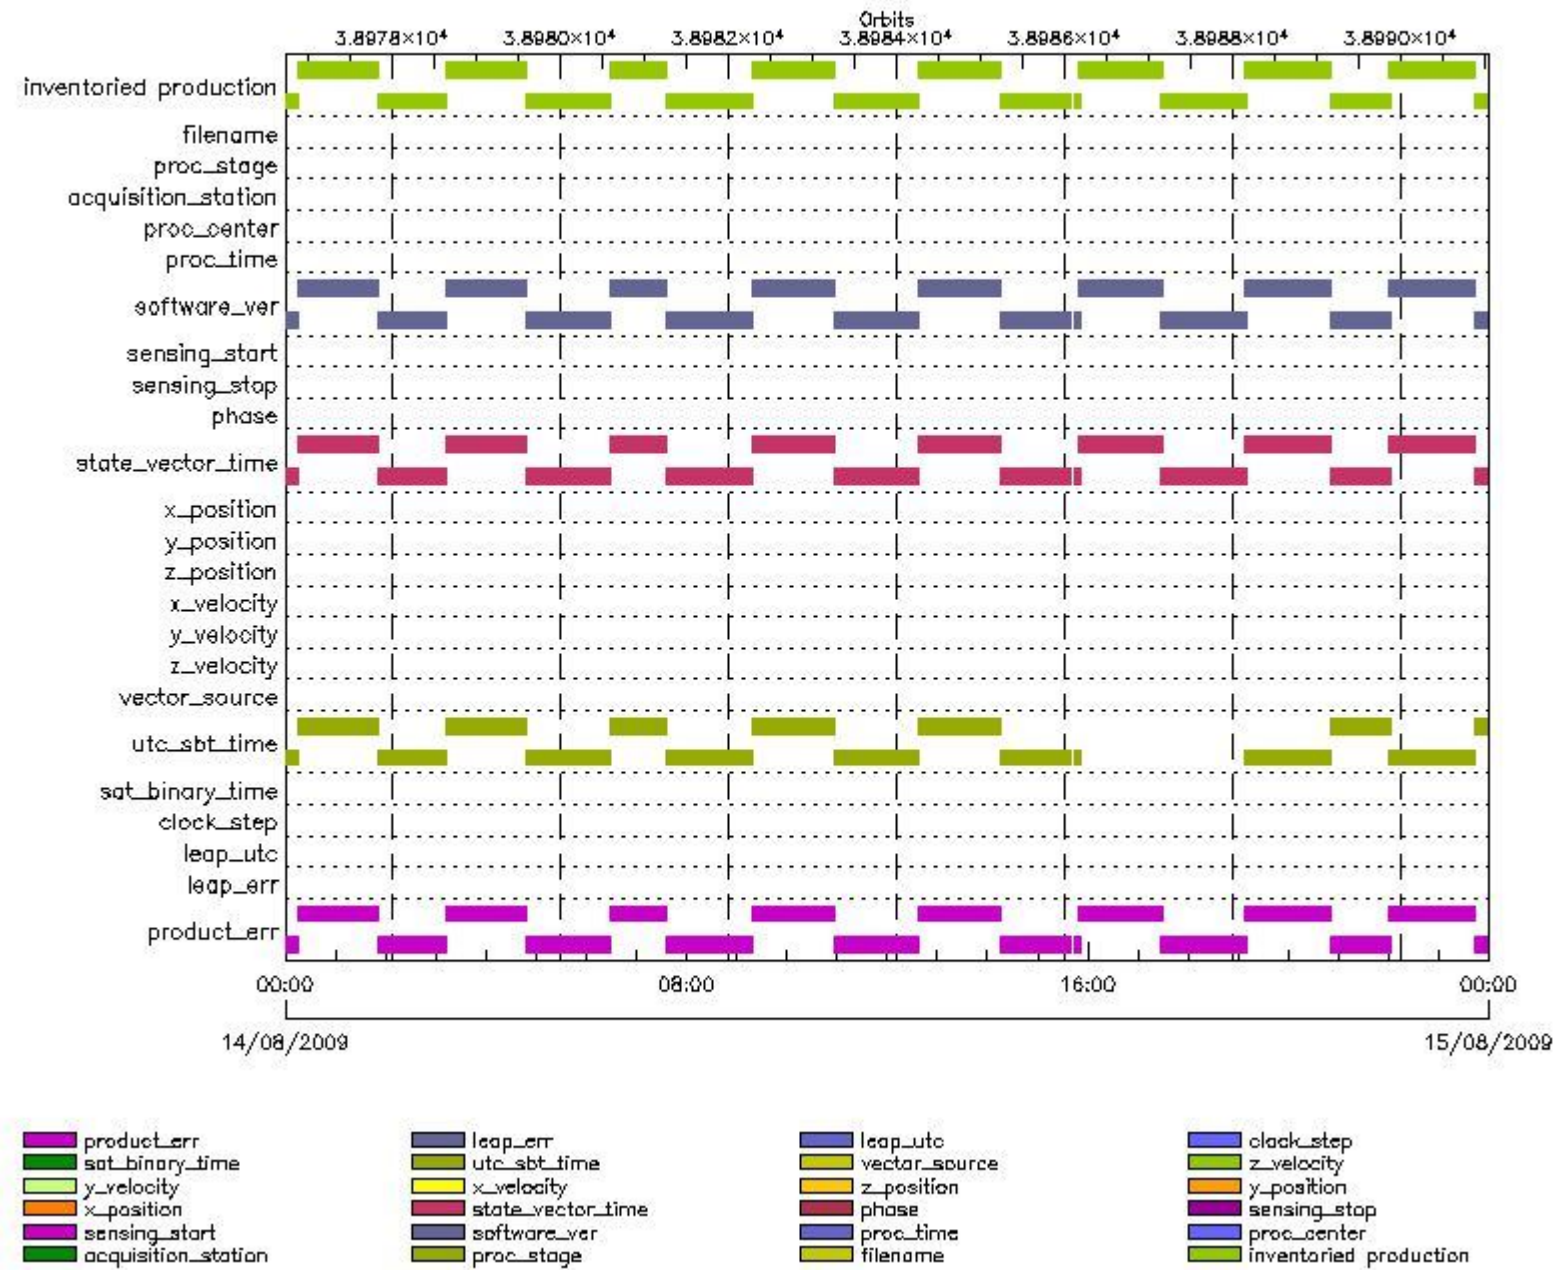 Orbits
3.8978×10⁴ 3.8980×10⁴ 3.8982×10⁴ 3.8984×10⁴ 3.8986×10⁴ 3.8988×10⁴ 3.8990×10⁴
inventoried production
filename
proc_stage
acquisition_station
proc_center
proc_time
software_ver
sensing_start
sensing_stop
phase
state_vector_time
x_position
y_position
z_position
x_velocity
y_velocity
z_velocity
vector_source
utc_sbt_time
sat_binary_time
clock_step
leap_utc
leap_err
product_err
00:00 08:00 16:00 00:00
14/08/2009 15/08/2009
product_err leap_err leap_utc clock_step
sat_binary_time utc_sbt_time vector_source z_velocity
y_velocity x_velocity z_position y_position
x_position state_vector_time phase sensing_stop
sensing_start software_ver proc_time proc_center
acquisition_station proc_stage filename inventoried production